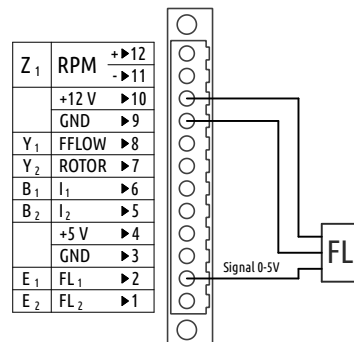 Z₁ RPM +▶12
-▶11
+12 V ▶10
GND ▶9
Y₁ FFLOW ▶8
Y₂ ROTOR ▶7
B₁ I₁ ▶6
B₂ I₂ ▶5
+5 V ▶4
GND ▶3
E₁ FL₁ ▶2
E₂ FL₂ ▶1
Signal 0-5V
FL